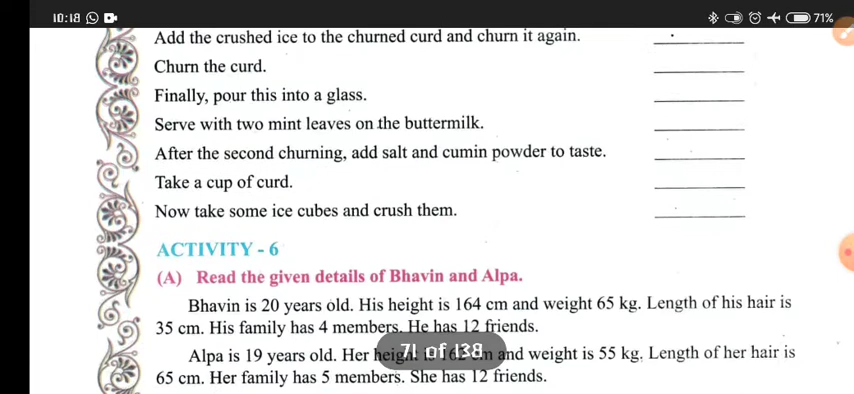 10:18 71%
Add the crushed ice to the churned curd and churn it again.
Churn the curd.
Finally, pour this into a glass.
Serve with two mint leaves on the buttermilk.
After the second churning, add salt and cumin powder to taste.
Take a cup of curd.
Now take some ice cubes and crush them.
ACTIVITY - 6
(A) Read the given details of Bhavin and Alpa.
Bhavin is 20 years old. His height is 164 cm and weight 65 kg. Length of his hair is
35 cm. His family has 4 members. He has 12 friends.
71 of 138
Alpa is 19 years old. Her height and weight is 55 kg. Length of her hair is
65 cm. Her family has 5 members. She has 12 friends.